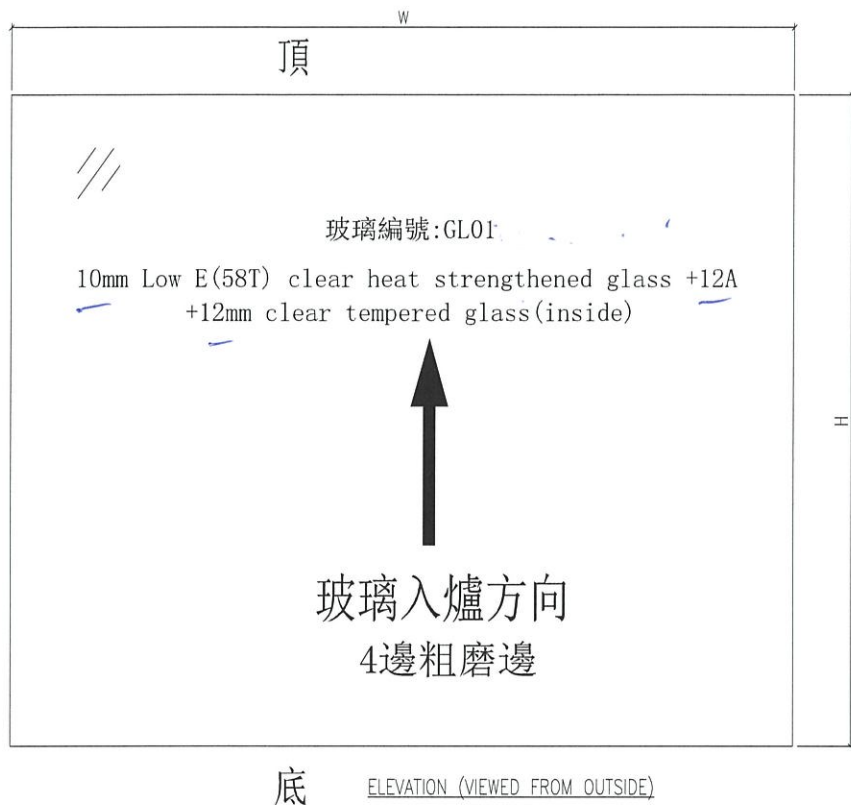 W
頂
玻璃編號:GL01
10mm Low E(58T) clear heat strengthened glass +12A
+12mm clear tempered glass(inside)
H
玻璃入爐方向
4邊粗磨邊
底
ELEVATION (VIEWED FROM OUTSIDE)